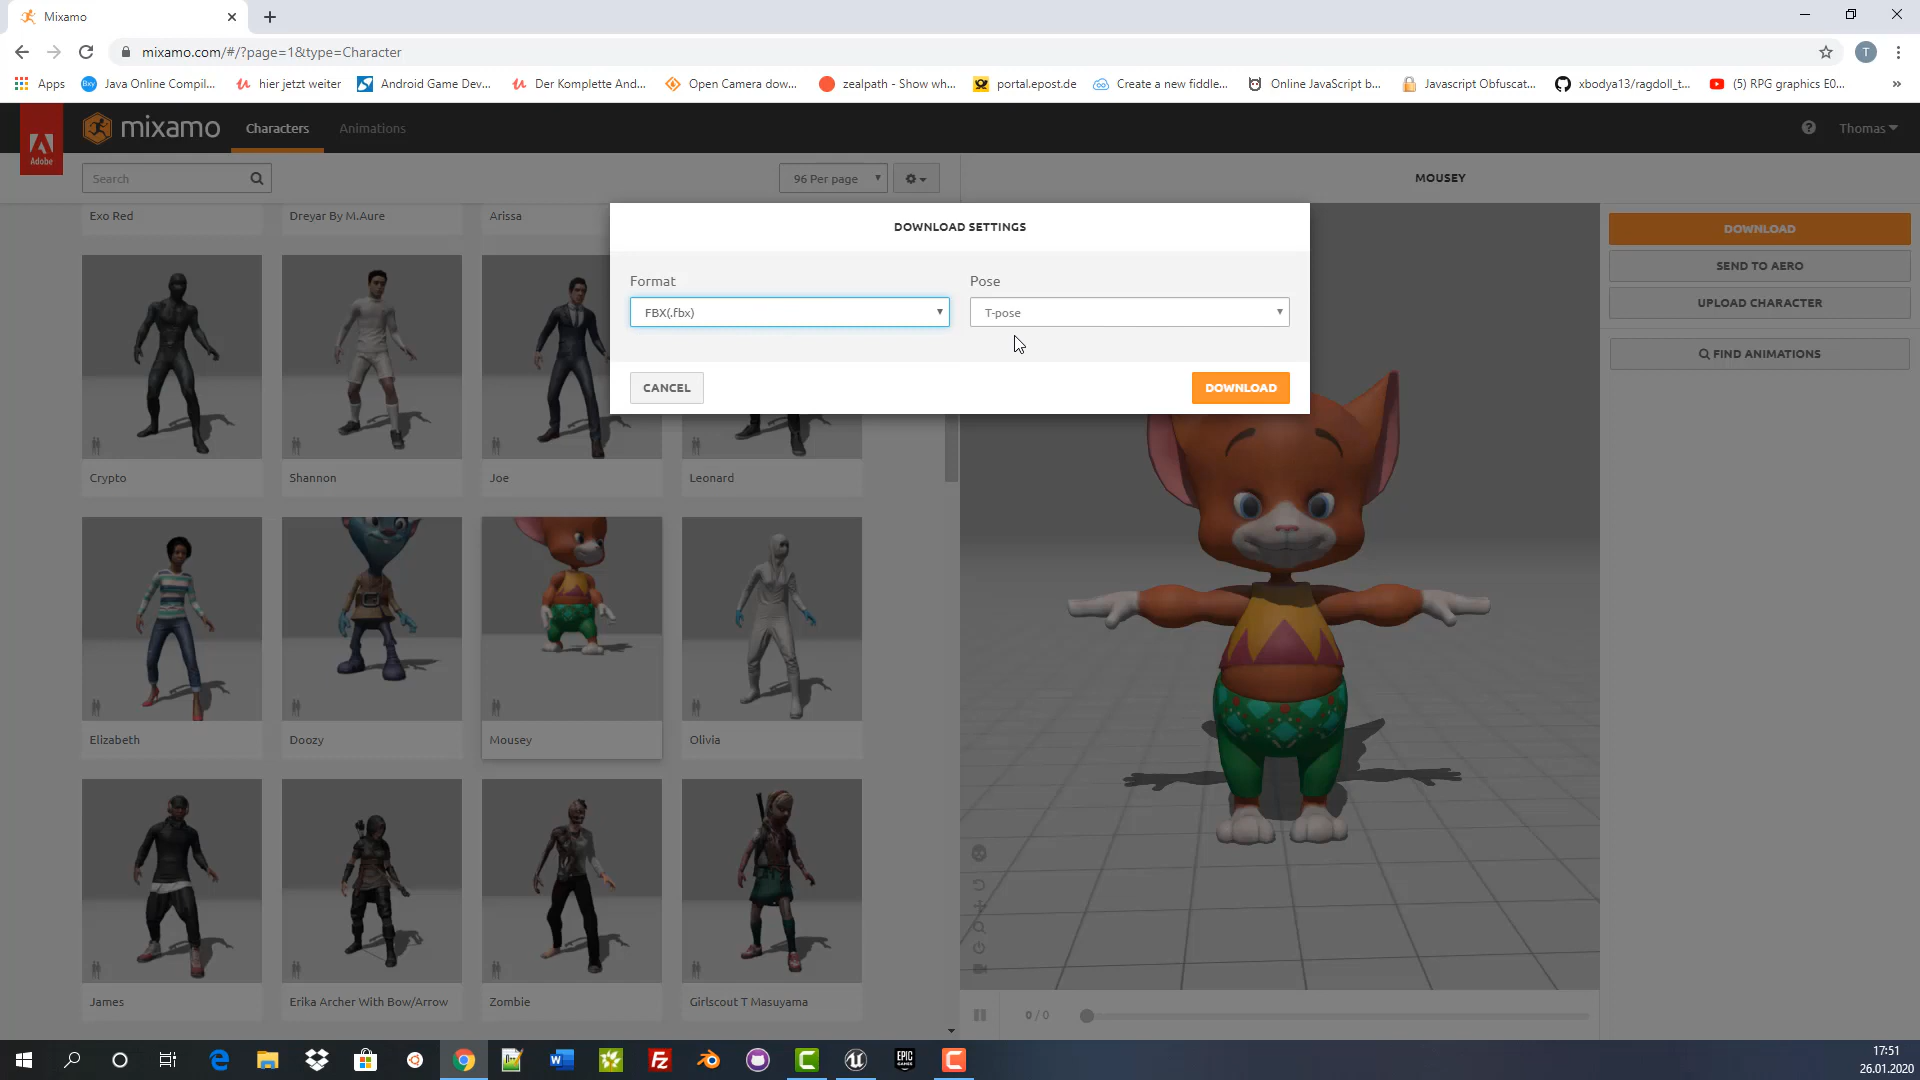 Mixamo
mixamo.com/#/?page=1&type=Character
Apps
Java Online Compil...
hier jetzt weiter
Android Game Dev...
Der Komplette And...
Open Camera dow...
zealpath - Show wh...
portal.epost.de
Create a new fiddle...
Online JavaScript b...
Javascript Obfuscat...
xbodya13/ragdoll_t...
(5) RPG graphics E0...
»
Adobe
mixamo
Characters
Animations
Thomas
Search
96 Per page
MOUSEY
DOWNLOAD
SEND TO AERO
UPLOAD CHARACTER
FIND ANIMATIONS
DOWNLOAD SETTINGS
Format
Pose
FBX(.fbx)
T-pose
CANCEL
DOWNLOAD
Exo Red
Dreyar By M.Aure
Arissa
Crypto
Shannon
Joe
Leonard
Elizabeth
Doozy
Mousey
Olivia
James
Erika Archer With Bow/Arrow
Zombie
Girlscout T Masuyama
0 / 0
17:51
26.01.2020